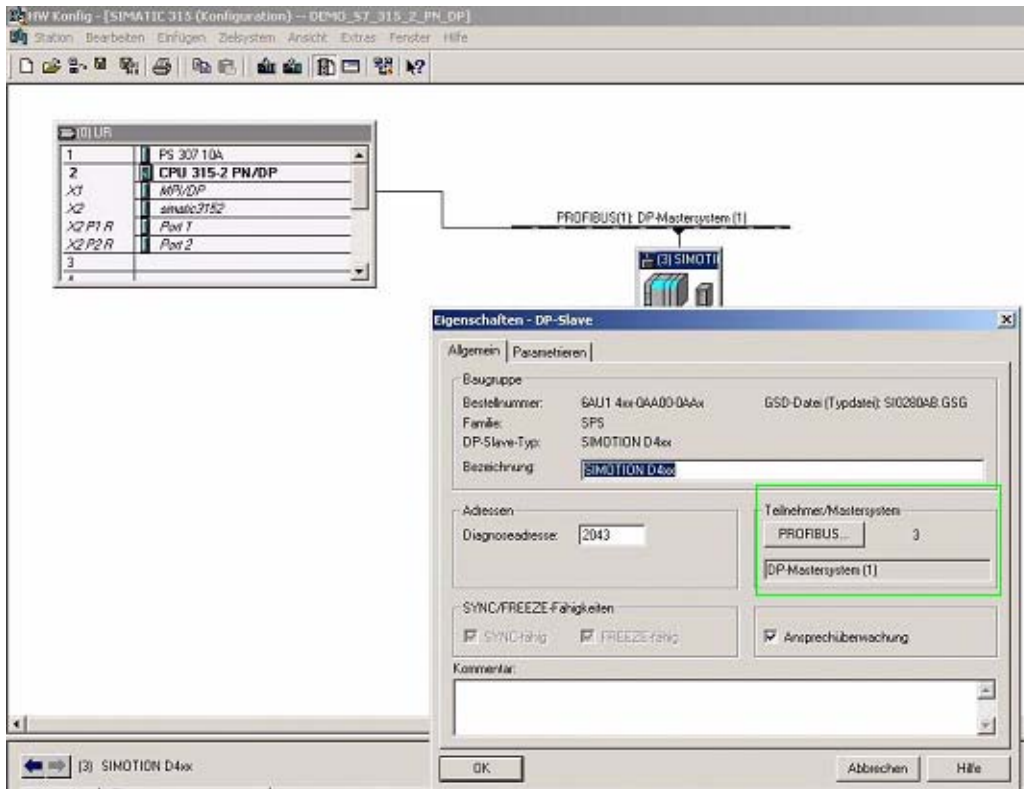 HW Konfig - [SIMATIC 315 (Konfiguration) -- DEMO_S7_315_2_PN_DP]
Station Bearbeiten Einfügen Zielsystem Ansicht Extras Fenster Hilfe
(0) UR
1 PS 307 10A
2 CPU 315-2 PN/DP
X1 MPI/DP
X2 simatic3152
X2 P1 R Port 1
X2 P2 R Port 2
3
4
PROFIBUS(1): DP-Mastersystem (1)
(3) SIMOTI
Eigenschaften - DP-Slave
Allgemein Parametrieren
Baugruppe
Bestellnummer: 6AU1 4xx-0AA00-0AAx GSD-Datei (Typdatei): SI0280AB.GSG
Familie: SPS
DP-Slave-Typ: SIMOTION D4xx
Bezeichnung: SIMOTION D4xx
Adressen
Diagnoseadresse: 2043
Teilnehmer/Mastersystem
PROFIBUS... 3
DP-Mastersystem (1)
SYNC/FREEZE-Fähigkeiten
SYNC-fähig FREEZE-fähig
Ansprechüberwachung
Kommentar:
OK Abbrechen Hilfe
(3) SIMOTION D4xx